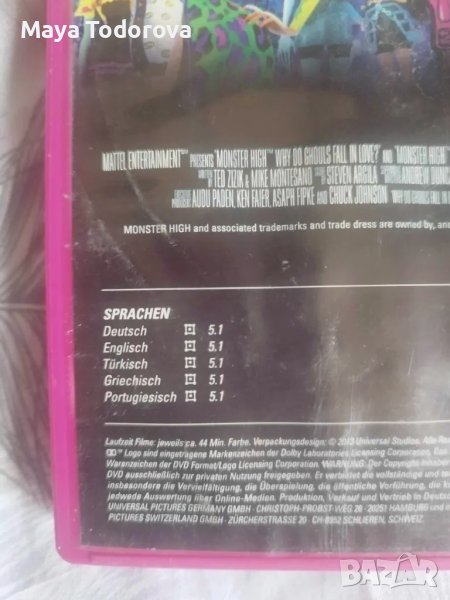 Maya Todorova
MATTEL ENTERTAINMENT PRESENTS "MONSTER HIGH™ WHY DO GHOULS FALL IN LOVE?" AND "MONSTER HIGH
TED ZIZIK & MIKE MONTESANO STEVEN ARGILA ANDREW
AUDU PADEN, KEN FAIER, ASAPH FIPKE AND CHUCK JOHNSON
MONSTER HIGH and associated trademarks and trade dress are owned by, an
SPRACHEN
Deutsch 5.1
Englisch 5.1
Türkisch 5.1
Griechisch 5.1
Portugiesisch 5.1
Laufzeit Filme: jeweils ca. 44 Min. Farbe. Verpackungsdesign: © 2013 Universal Studios. Alle
Logo sind eingetragene Markenzeichen der Dolby Laboratories Licensing Corporation. Das
Warenzeichen der DVD Format/Logo Licensing Corporation. WARNUNG: Der Copyright
DVD ausschließlich zur privaten Nutzung freigegeben. Er verbietet die vollständige und
insbesondere die Vervielfältigung, die Überspielung, die öffentliche Vorführung, die
jedwede Auswertung über Online-Medien. Produktion, Verkauf und Vertrieb in
UNIVERSAL PICTURES GERMANY GMBH - CHRISTOPH-PROBST-WEG 26 - 20251 HAMBURG und
PICTURES SWITZERLAND GMBH - ZÜRCHERSTRASSE 20 CH-8952 SCHLIEREN, SCHWEIZ.
BAZAR